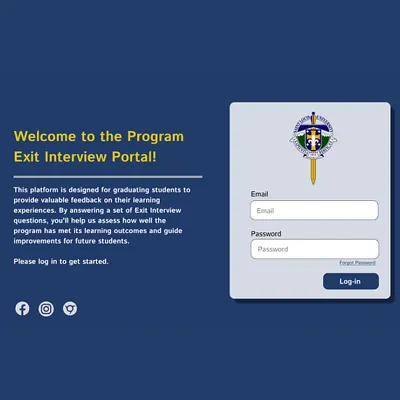 Welcome to the Program
Exit Interview Portal!
This platform is designed for graduating students to
provide valuable feedback on their learning
experiences. By answering a set of Exit Interview
questions, you'll help us assess how well the
program has met its learning outcomes and guide
improvements for future students.
Please log in to get started.
Email
Email
Password
Password
Forgot Password
Log-in